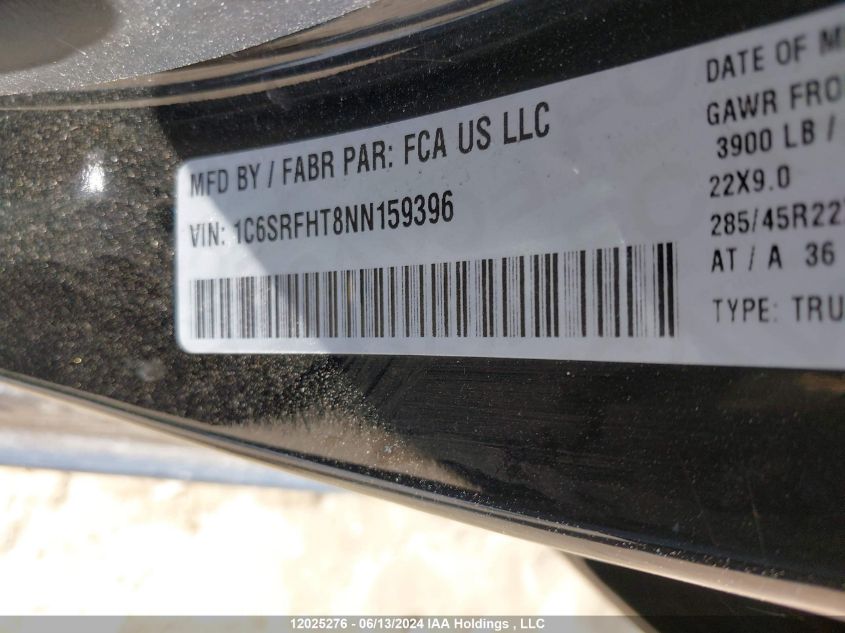 MFD BY / FABR PAR: FCA US LLC
VIN: 1C6SRFHT8NN159396
DATE OF M
GAWR FRO
3900 LB /
22X9.0
285/45R22
AT / A 36
TYPE: TRU
12025276 - 06/13/2024 IAA Holdings , LLC